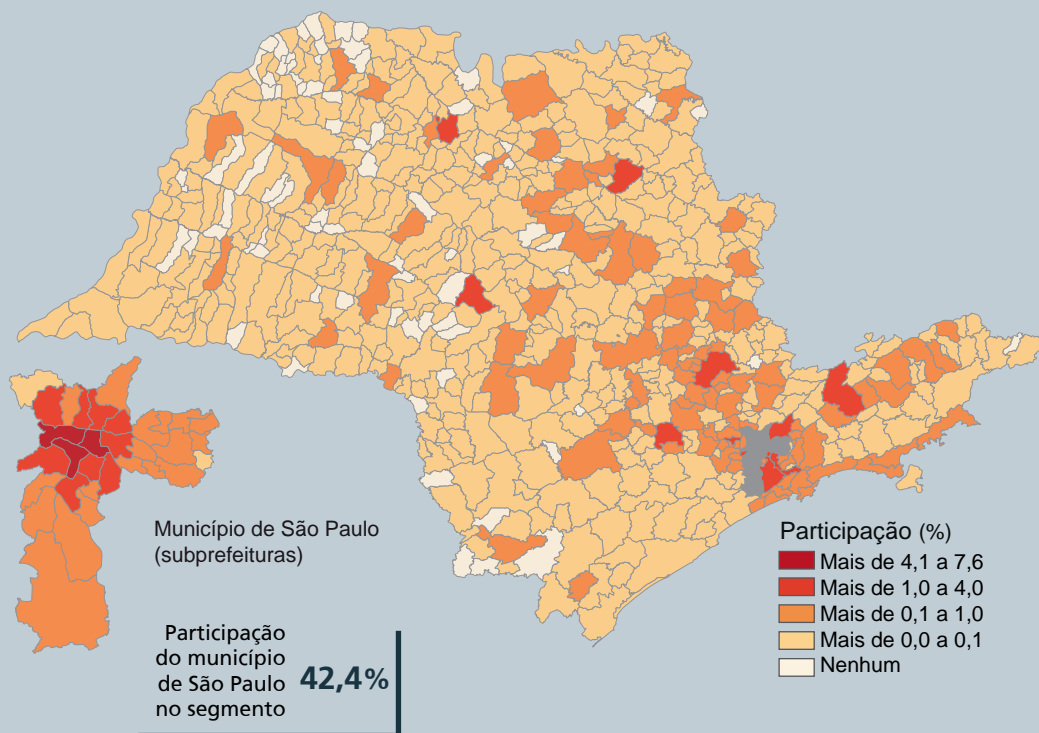 Município de São Paulo
(subprefeituras)
Participação
do município
de São Paulo
no segmento
42,4%
Participação (%)
Mais de 4,1 a 7,6
Mais de 1,0 a 4,0
Mais de 0,1 a 1,0
Mais de 0,0 a 0,1
Nenhum